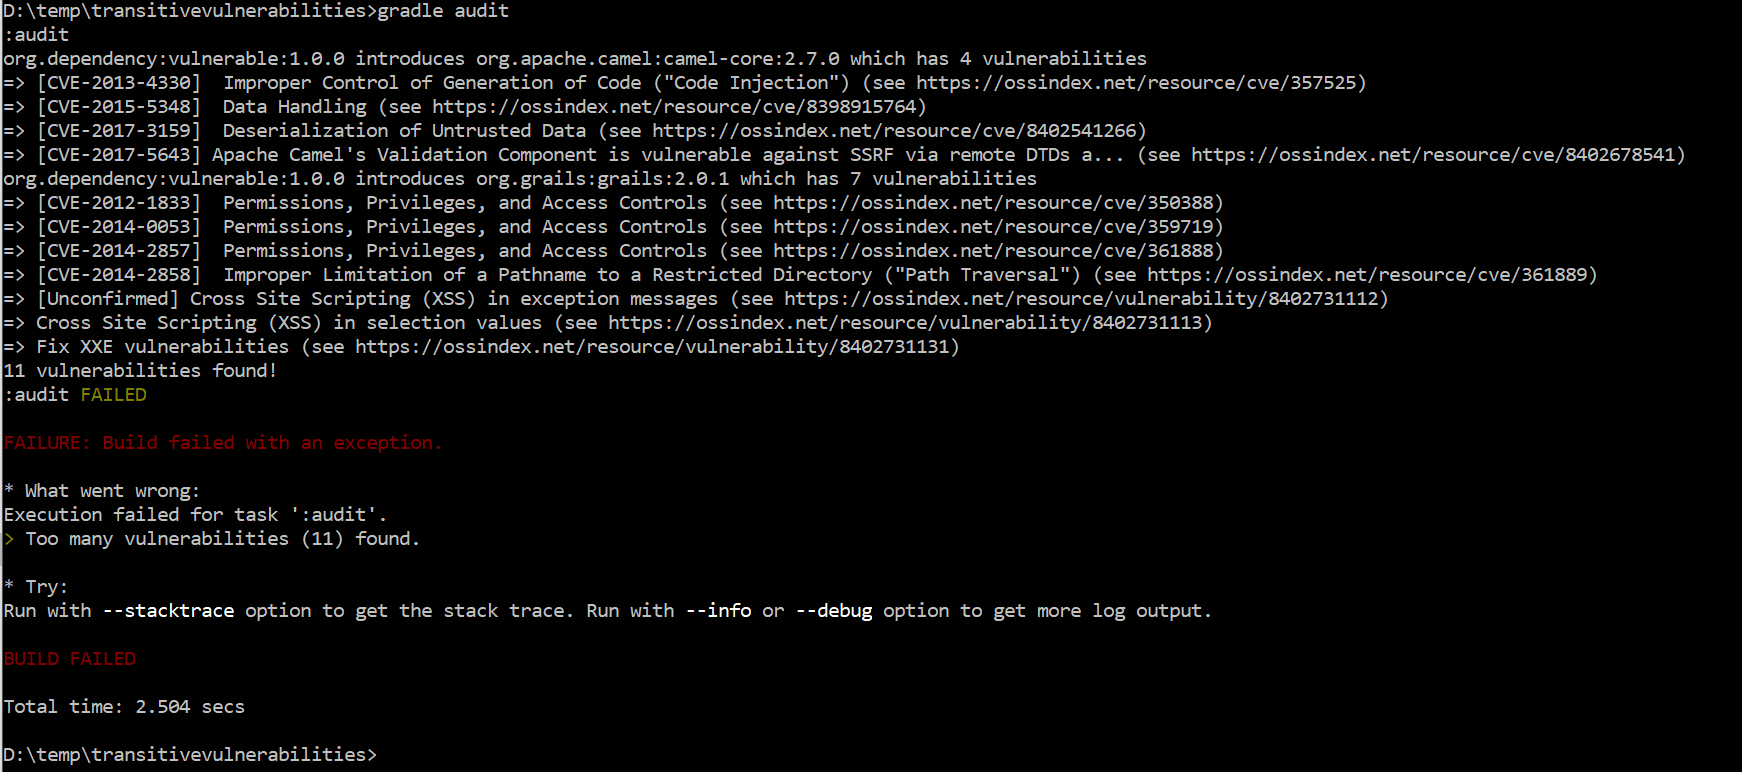 D:\temp\transitivevulnerabilities>gradle audit
:audit
org.dependency:vulnerable:1.0.0 introduces org.apache.camel:camel-core:2.7.0 which has 4 vulnerabilities
=> [CVE-2013-4330]  Improper Control of Generation of Code ("Code Injection") (see https://ossindex.net/resource/cve/357525)
=> [CVE-2015-5348]  Data Handling (see https://ossindex.net/resource/cve/8398915764)
=> [CVE-2017-3159]  Deserialization of Untrusted Data (see https://ossindex.net/resource/cve/8402541266)
=> [CVE-2017-5643] Apache Camel's Validation Component is vulnerable against SSRF via remote DTDs a... (see https://ossindex.net/resource/cve/8402678541)
org.dependency:vulnerable:1.0.0 introduces org.grails:grails:2.0.1 which has 7 vulnerabilities
=> [CVE-2012-1833]  Permissions, Privileges, and Access Controls (see https://ossindex.net/resource/cve/350388)
=> [CVE-2014-0053]  Permissions, Privileges, and Access Controls (see https://ossindex.net/resource/cve/359719)
=> [CVE-2014-2857]  Permissions, Privileges, and Access Controls (see https://ossindex.net/resource/cve/361888)
=> [CVE-2014-2858]  Improper Limitation of a Pathname to a Restricted Directory ("Path Traversal") (see https://ossindex.net/resource/cve/361889)
=> [Unconfirmed] Cross Site Scripting (XSS) in exception messages (see https://ossindex.net/resource/vulnerability/8402731112)
=> Cross Site Scripting (XSS) in selection values (see https://ossindex.net/resource/vulnerability/8402731113)
=> Fix XXE vulnerabilities (see https://ossindex.net/resource/vulnerability/8402731131)
11 vulnerabilities found!
:audit FAILED
FAILURE: Build failed with an exception.
* What went wrong:
Execution failed for task ':audit'.
> Too many vulnerabilities (11) found.
* Try:
Run with --stacktrace option to get the stack trace. Run with --info or --debug option to get more log output.
BUILD FAILED
Total time: 2.504 secs
D:\temp\transitivevulnerabilities>